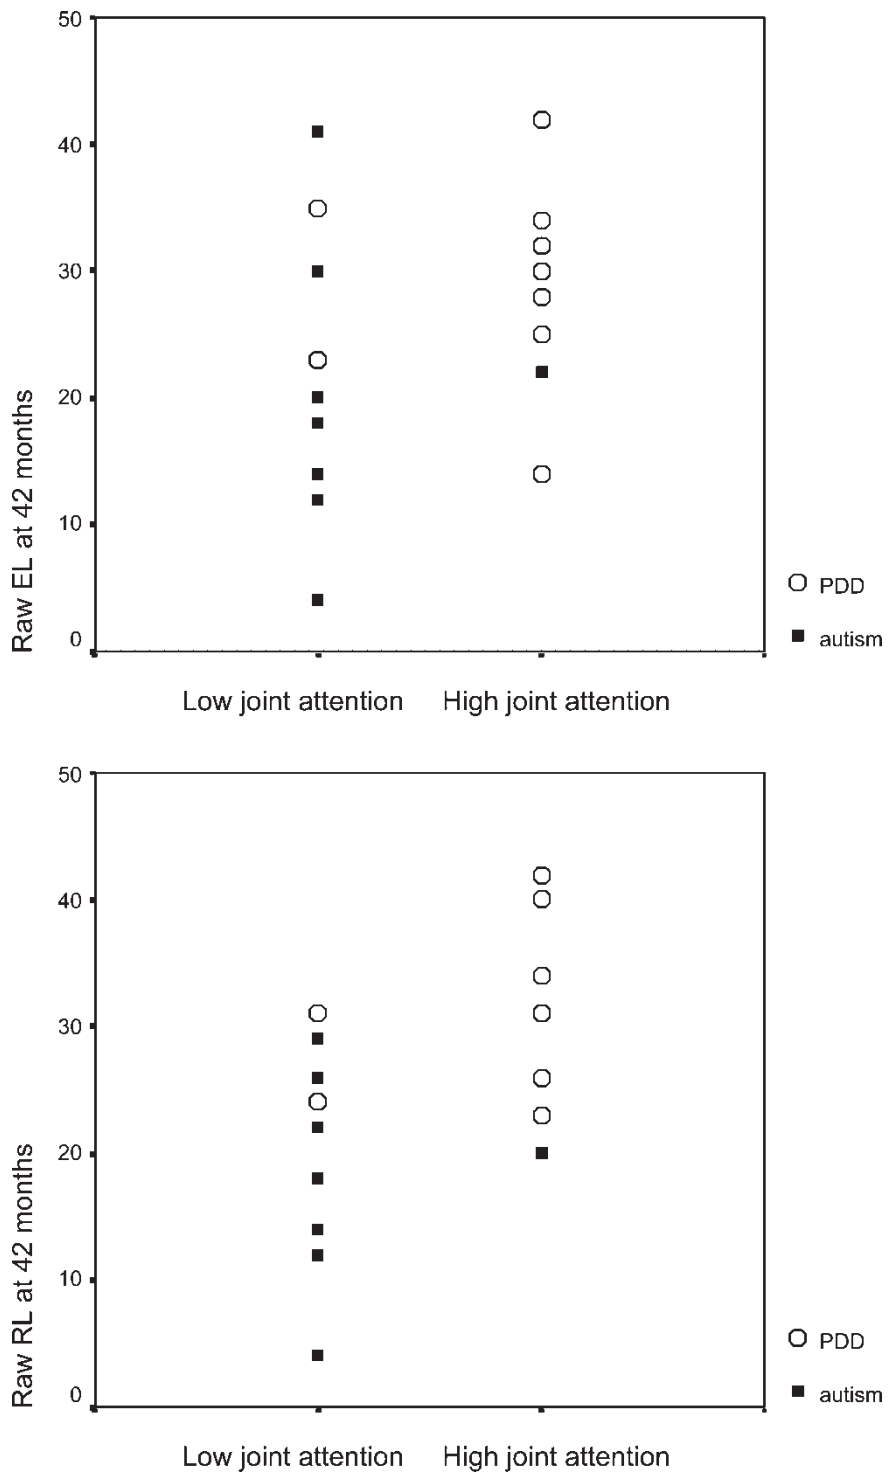 50
40
30
20
10
0
Raw EL at 42 months
PDD
autism
Low joint attention High joint attention
50
40
30
20
10
0
Raw RL at 42 months
PDD
autism
Low joint attention High joint attention